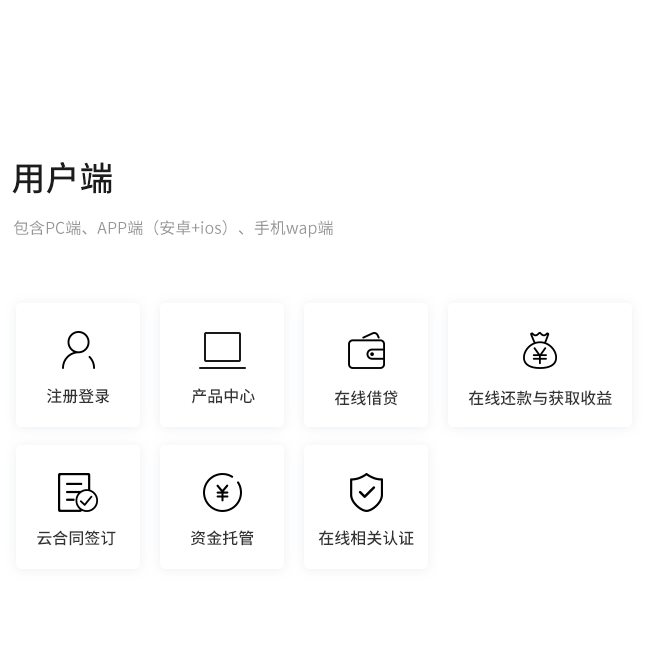 用户端
包含PC端、APP端（安卓+ios）、手机wap端
注册登录
产品中心
在线借贷
在线还款与获取收益
云合同签订
资金托管
在线相关认证